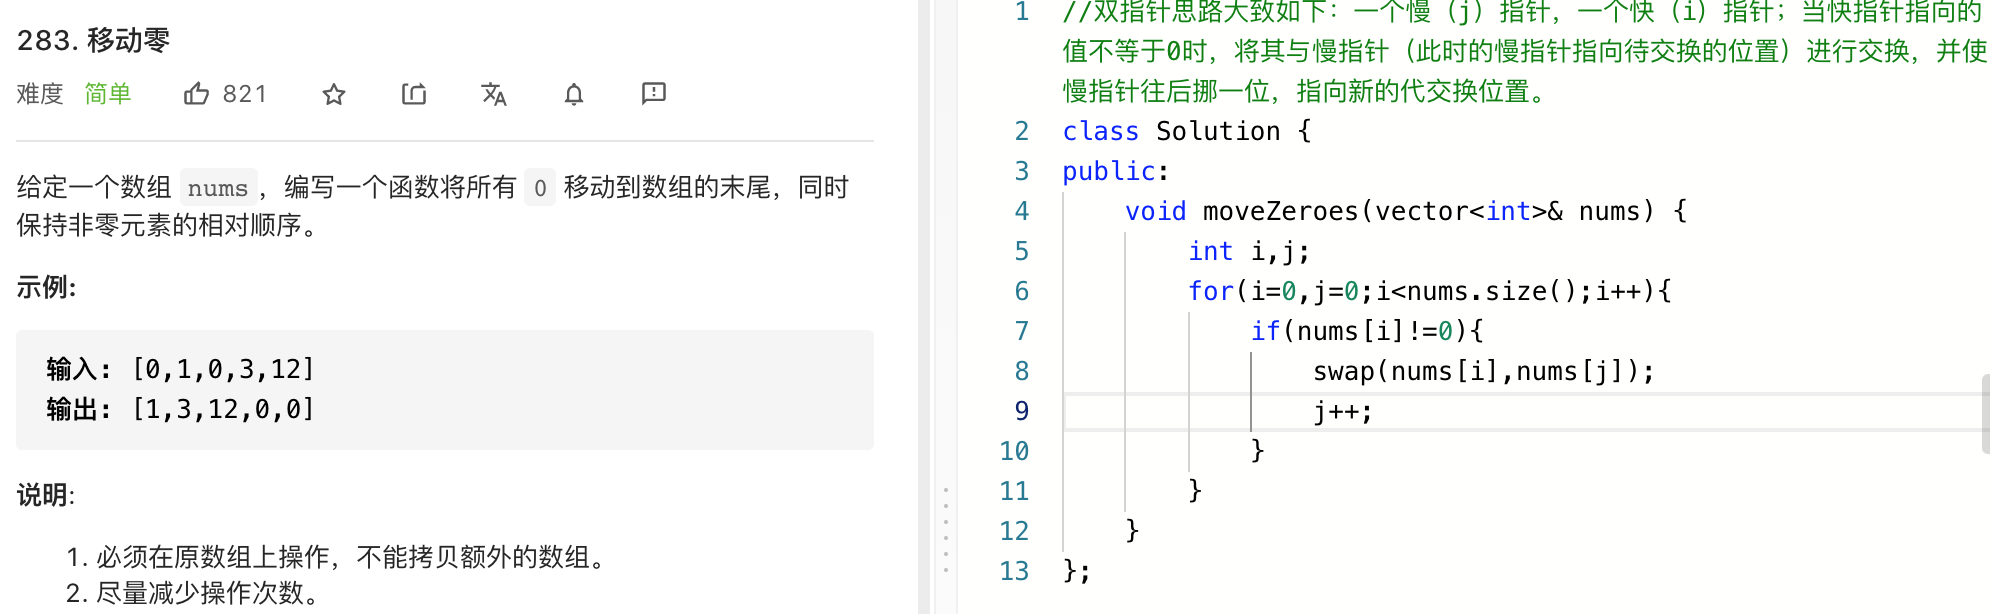 283. 移动零
难度 简单 821
给定一个数组 nums，编写一个函数将所有 0 移动到数组的末尾，同时
保持非零元素的相对顺序。
示例:
输入: [0,1,0,3,12]
输出: [1,3,12,0,0]
说明:
1. 必须在原数组上操作，不能拷贝额外的数组。
2. 尽量减少操作次数。
1 //双指针思路大致如下：一个慢（j）指针，一个快（i）指针；当快指针指向的
值不等于0时，将其与慢指针（此时的慢指针指向待交换的位置）进行交换，并使
慢指针往后挪一位，指向新的代交换位置。
2 class Solution {
3 public:
4 void moveZeroes(vector<int>& nums) {
5 int i,j;
6 for(i=0,j=0;i<nums.size();i++){
7 if(nums[i]!=0){
8 swap(nums[i],nums[j]);
9 j++;
10 }
11 }
12 }
13 };